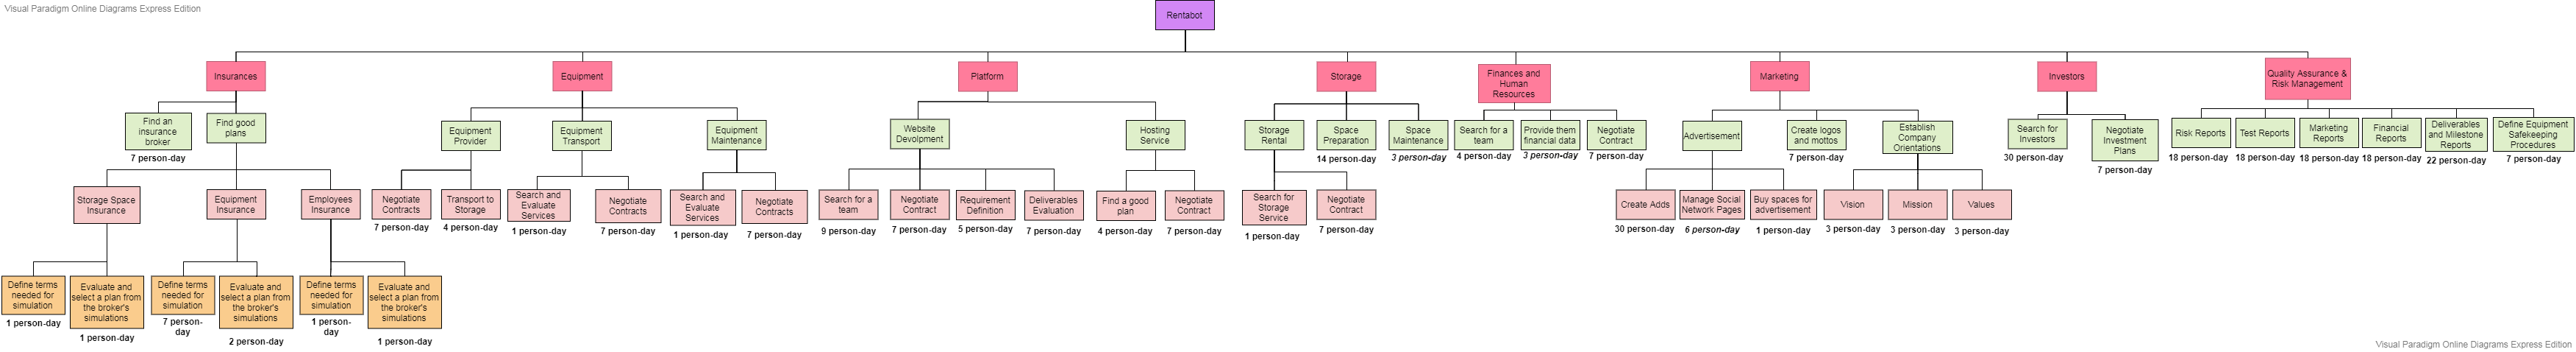 Visual Paradigm Online Diagrams Express Edition
Rentabot
Insurances
Equipment
Platform
Storage
Finances and
Human
Resources
Marketing
Investors
Quality Assurance &
Risk Management
Find an
insurance
broker
7 person-day
Find good
plans
Equipment
Provider
Equipment
Transport
Equipment
Maintenance
Website
Devolpment
Hosting
Service
Storage
Rental
Space
Preparation
14 person-day
Space
Maintenance
3 person-day
Search for a
team
4 person-day
Provide them
financial data
3 person-day
Negotiate
Contract
7 person-day
Advertisement
Create logos
and mottos
7 person-day
Establish
Company
Orientations
Search for
Investors
30 person-day
Negotiate
Investment
Plans
7 person-day
Risk Reports
18 person-day
Test Reports
18 person-day
Marketing
Reports
18 person-day
Financial
Reports
18 person-day
Deliverables
and Milestone
Reports
22 person-day
Define Equipment
Safekeeping
Procedures
7 person-day
Storage Space
Insurance
Equipment
Insurance
Employees
Insurance
Negotiate
Contracts
7 person-day
Transport to
Storage
4 person-day
Search and
Evaluate
Services
1 person-day
Negotiate
Contracts
7 person-day
Search and
Evaluate
Services
1 person-day
Negotiate
Contracts
7 person-day
Search for a
team
9 person-day
Negotiate
Contract
7 person-day
Requirement
Definition
5 person-day
Deliverables
Evaluation
7 person-day
Find a good
plan
4 person-day
Negotiate
Contract
7 person-day
Search for
Storage
Service
1 person-day
Negotiate
Contract
7 person-day
Create Adds
30 person-day
Manage Social
Network Pages
6 person-day
Buy spaces for
advertisement
1 person-day
Vision
3 person-day
Mission
3 person-day
Values
3 person-day
Define terms
needed for
simulation
1 person-day
Evaluate and
select a plan from
the broker's
simulations
1 person-day
Define terms
needed for
simulation
7 person-
day
Evaluate and
select a plan from
the broker's
simulations
2 person-day
Define terms
needed for
simulation
1 person-
day
Evaluate and
select a plan from
the broker's
simulations
1 person-day
Visual Paradigm Online Diagrams Express Edition